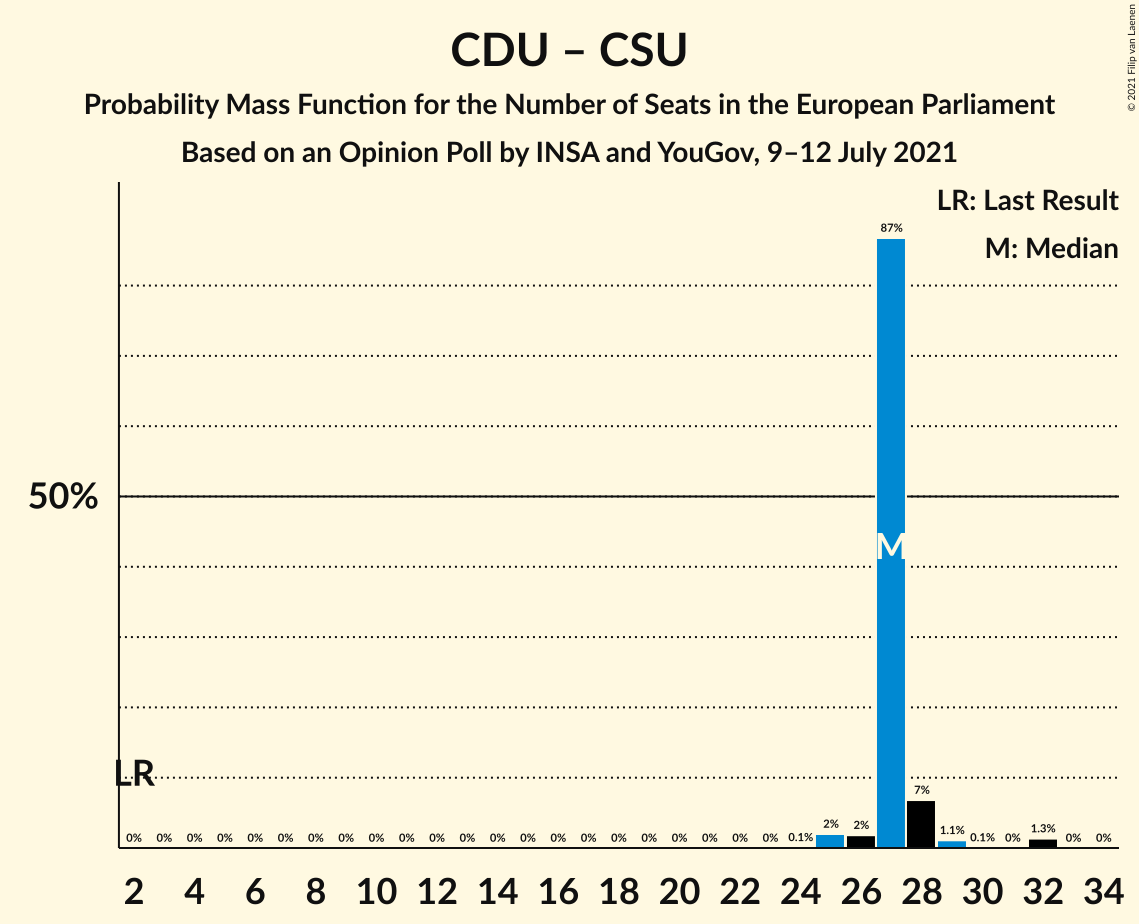 CDU – CSU
Probability Mass Function for the Number of Seats in the European Parliament
Based on an Opinion Poll by INSA and YouGov, 9–12 July 2021
© 2021 Filip van Laenen
LR: Last Result
M: Median
87%
50%
M
LR
7%
0% 0% 0% 0% 0% 0% 0% 0% 0% 0% 0% 0% 0% 0% 0% 0% 0% 0% 0% 0% 0% 0% 0.1% 2% 2% 1.1% 0.1% 0% 1.3% 0% 0%
2 4 6 8 10 12 14 16 18 20 22 24 26 28 30 32 34